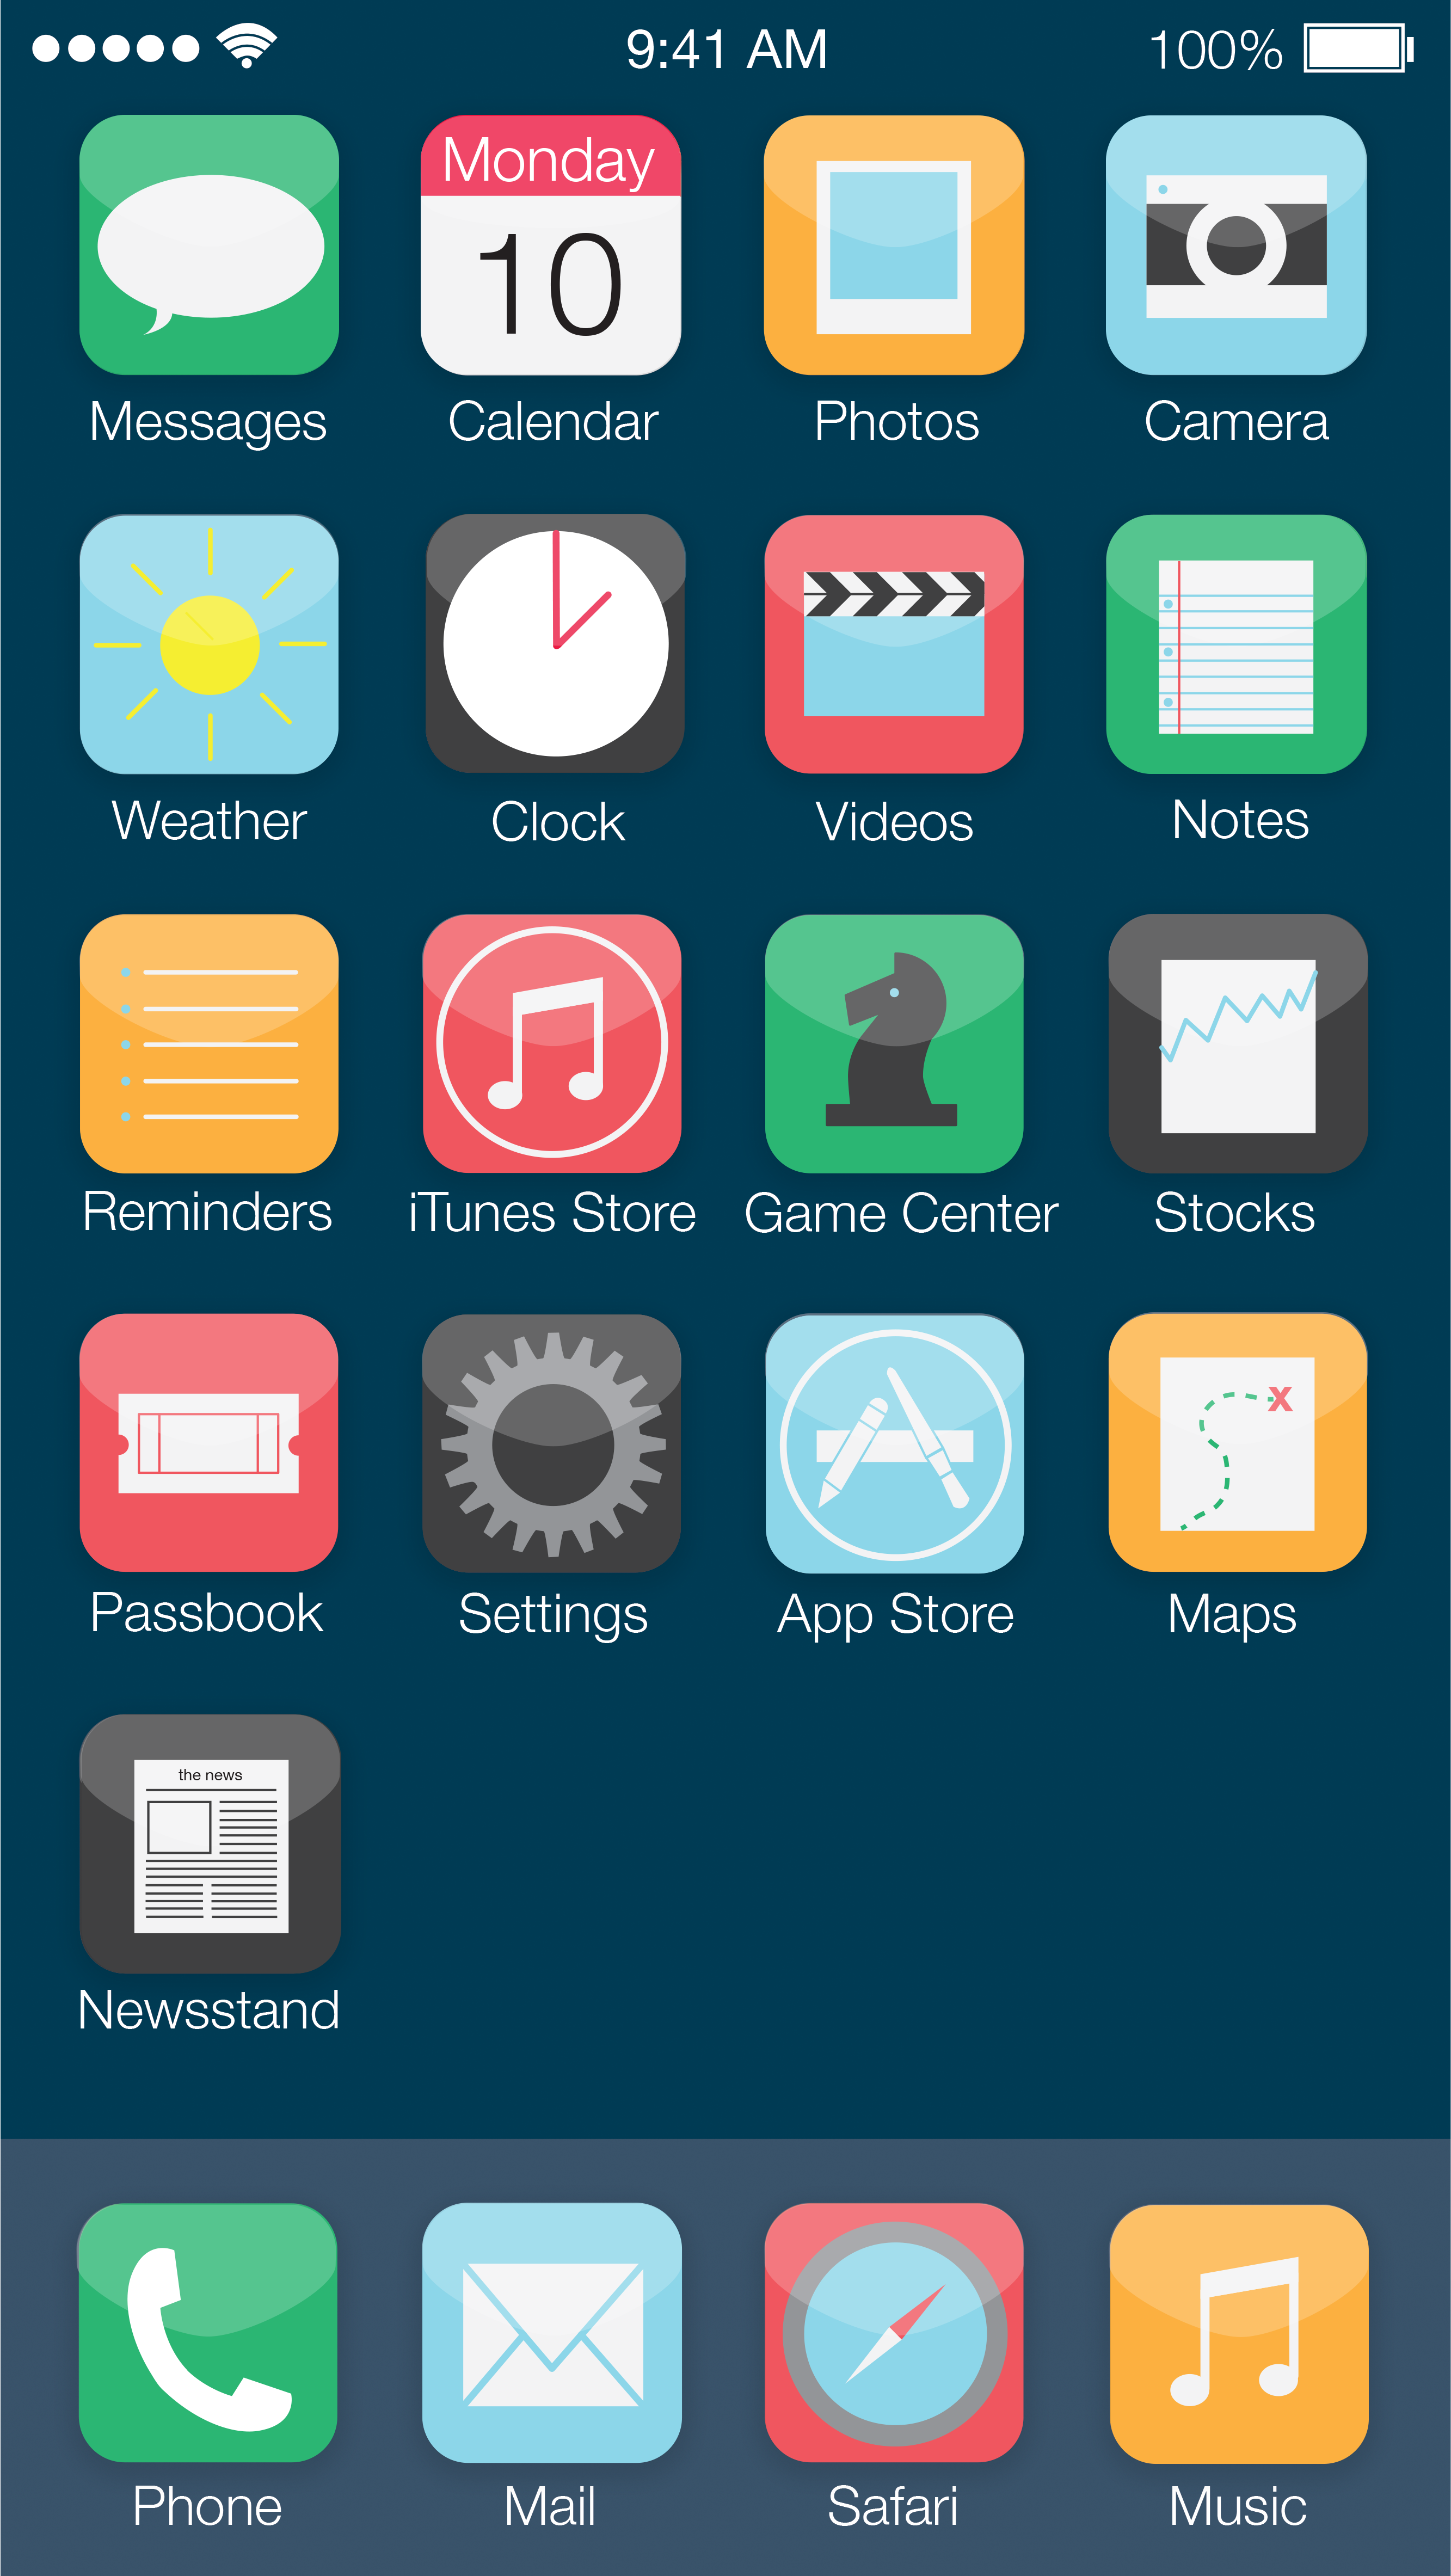 9:41 AM 100%
Monday
10
Messages Calendar Photos Camera
Weather Clock Videos Notes
Reminders iTunes Store Game Center Stocks
X
Passbook Settings App Store Maps
the news
Newsstand
Phone Mail Safari Music